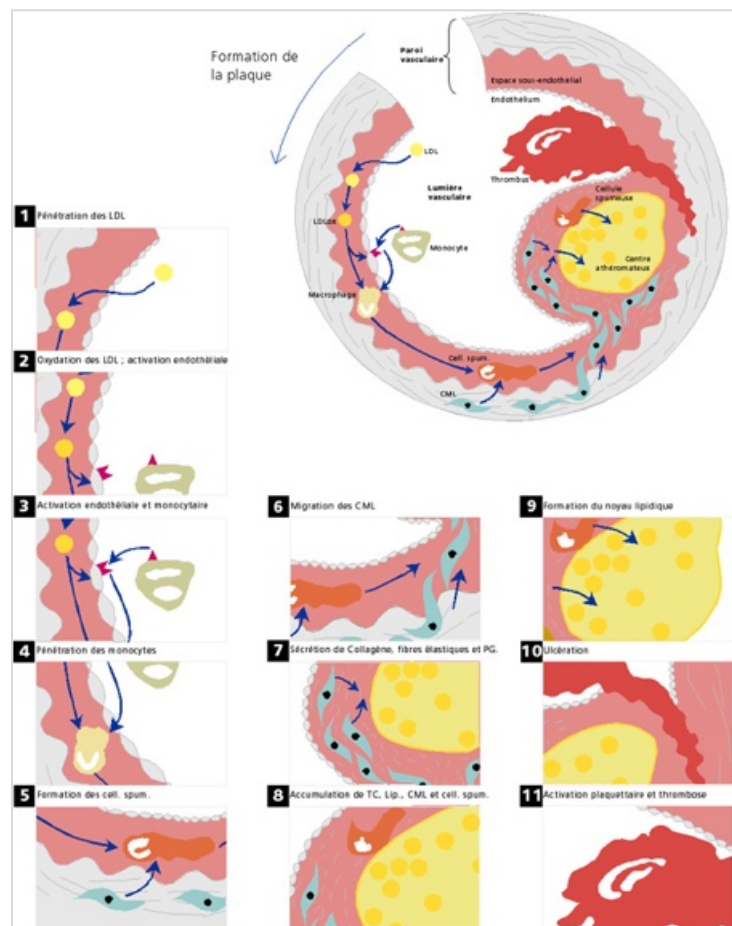 Formation de
la plaque
Paroi
vasculaire
Espace sous-endothélial
Endothélium
LDL
Thrombus
Cellule
spumeuse
Lumière
vasculaire
LDLox
Monocyte
Centre
athéromateux
Macrophage
Cell. spum.
CML
1 Pénétration des LDL
2 Oxydation des LDL ; activation endothéliale
3 Activation endothéliale et monocytaire
4 Pénétration des monocytes
5 Formation des cell. spum.
6 Migration des CML
7 Sécrétion de Collagène, fibres élastiques et PG.
8 Accumulation de TC, Lip., CML et cell. spum.
9 Formation du noyau lipidique
10 Ulcération
11 Activation plaquettaire et thrombose